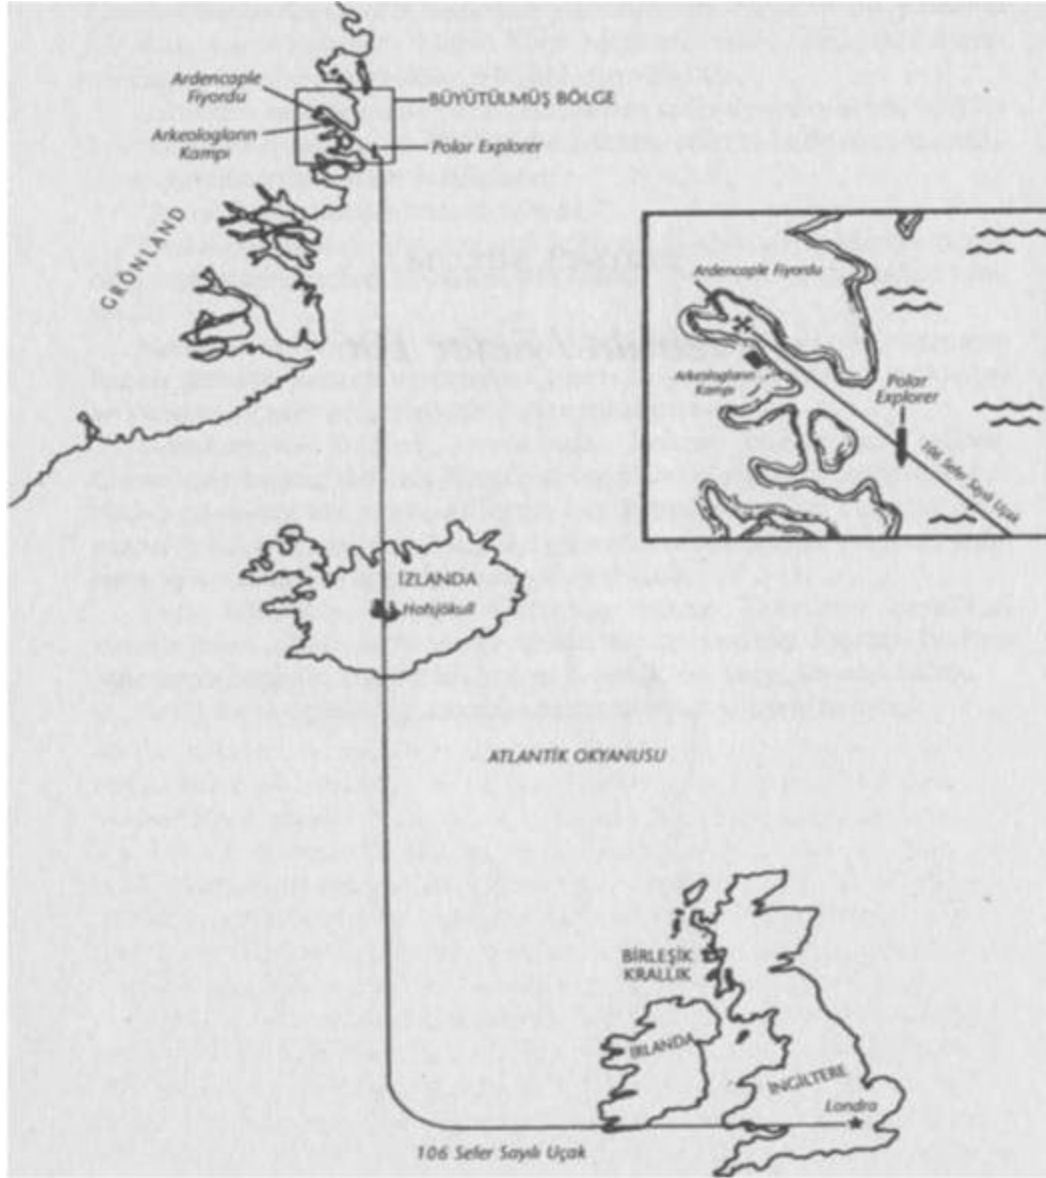 Ardencaple
Fiyordu
BÜYÜTÜLMÜŞ BÖLGE
Arkeologların
Kampı
Polar Explorer
GRÖNLAND
Ardencaple Fiyordu
Arkeologların
Kampı
Polar
Explorer
106 Sefer Sayılı Uçak
İZLANDA
Hofsjökull
ATLANTİK OKYANUSU
BİRLEŞİK
KRALLIK
İRLANDA
İNGİLTERE
Londra
106 Sefer Sayılı Uçak